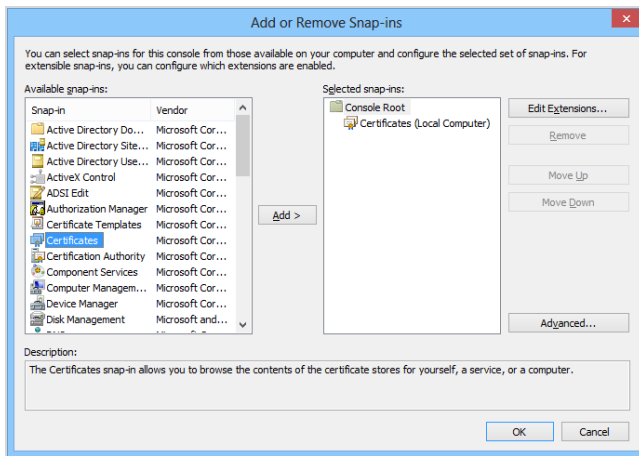 Add or Remove Snap-ins
You can select snap-ins for this console from those available on your computer and configure the selected set of snap-ins. For
extensible snap-ins, you can configure which extensions are enabled.
Available snap-ins:
Snap-in Vendor
Active Directory Do... Microsoft Cor...
Active Directory Site... Microsoft Cor...
Active Directory Use... Microsoft Cor...
ActiveX Control Microsoft Cor...
ADSI Edit Microsoft Cor...
Authorization Manager Microsoft Cor...
Certificate Templates Microsoft Cor...
Certificates Microsoft Cor...
Certification Authority Microsoft Cor...
Component Services Microsoft Cor...
Computer Managem... Microsoft Cor...
Device Manager Microsoft Cor...
Disk Management Microsoft and...
Add >
Selected snap-ins:
Console Root
Certificates (Local Computer)
Edit Extensions...
Remove
Move Up
Move Down
Advanced...
Description:
The Certificates snap-in allows you to browse the contents of the certificate stores for yourself, a service, or a computer.
OK Cancel